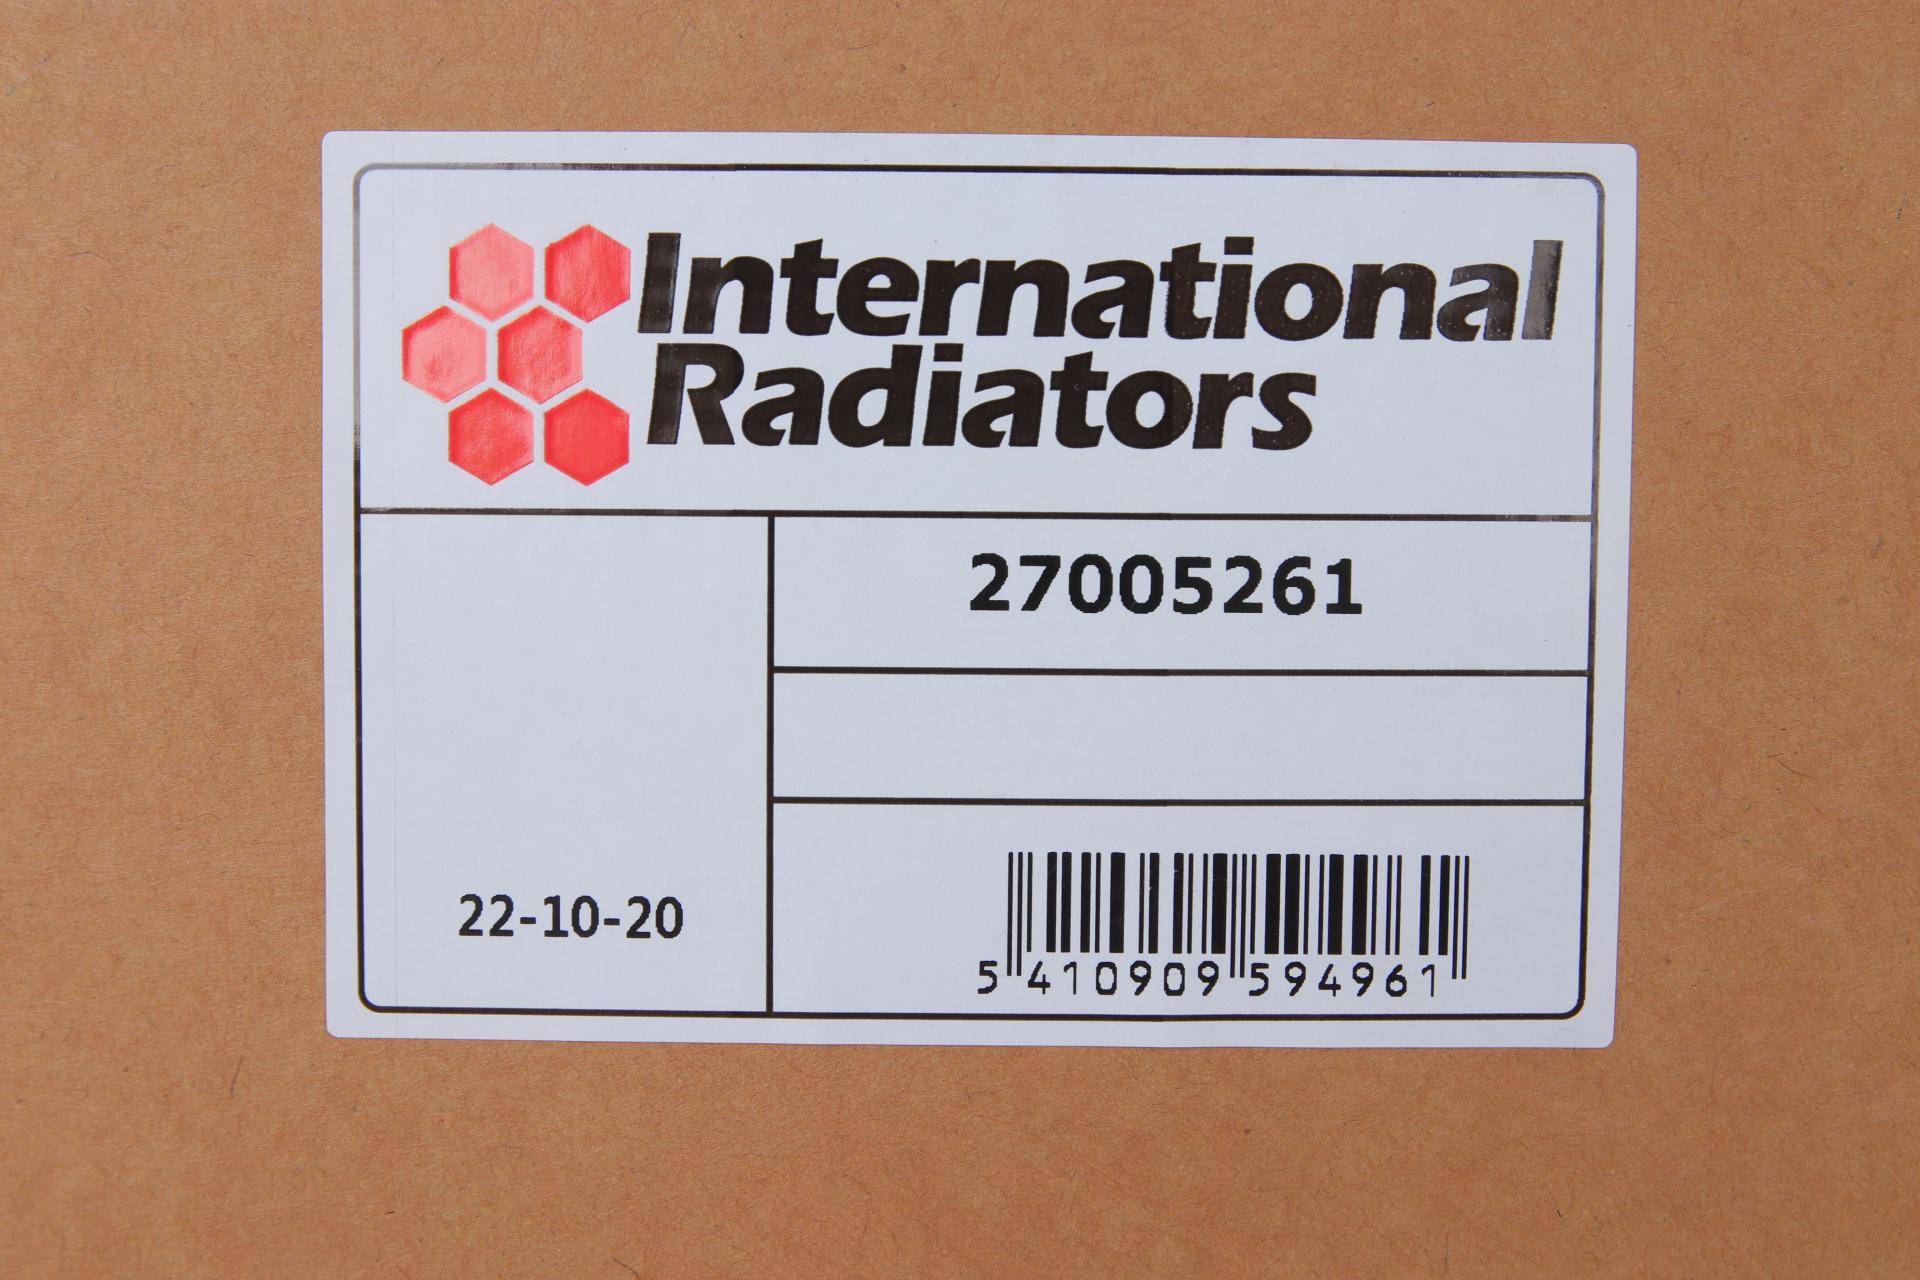 International
Radiators
27005261
22-10-20
5 410909 594961